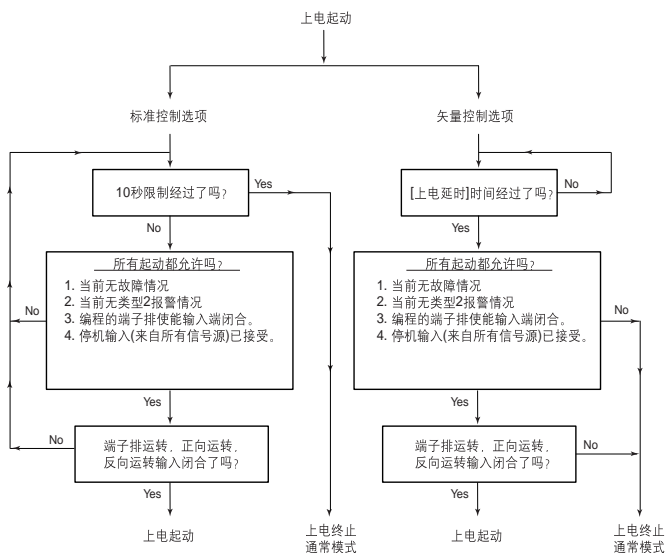 上电起动
标准控制选项
矢量控制选项
10秒限制经过了吗?
Yes
[上电延时]时间经过了吗?
No
No
Yes
所有起动都允许吗?
1. 当前无故障情况
2. 当前无类型2报警情况
3. 编程的端子排使能输入端闭合。
4. 停机输入(来自所有信号源)已接受。
No
所有起动都允许吗?
1. 当前无故障情况
2. 当前无类型2报警情况
3. 编程的端子排使能输入端闭合。
4. 停机输入(来自所有信号源)已接受。
No
Yes
Yes
端子排运转，正向运转，
反向运转输入闭合了吗?
No
端子排运转，正向运转，
反向运转输入闭合了吗?
No
Yes
Yes
上电起动
上电终止
通常模式
上电起动
上电终止
通常模式